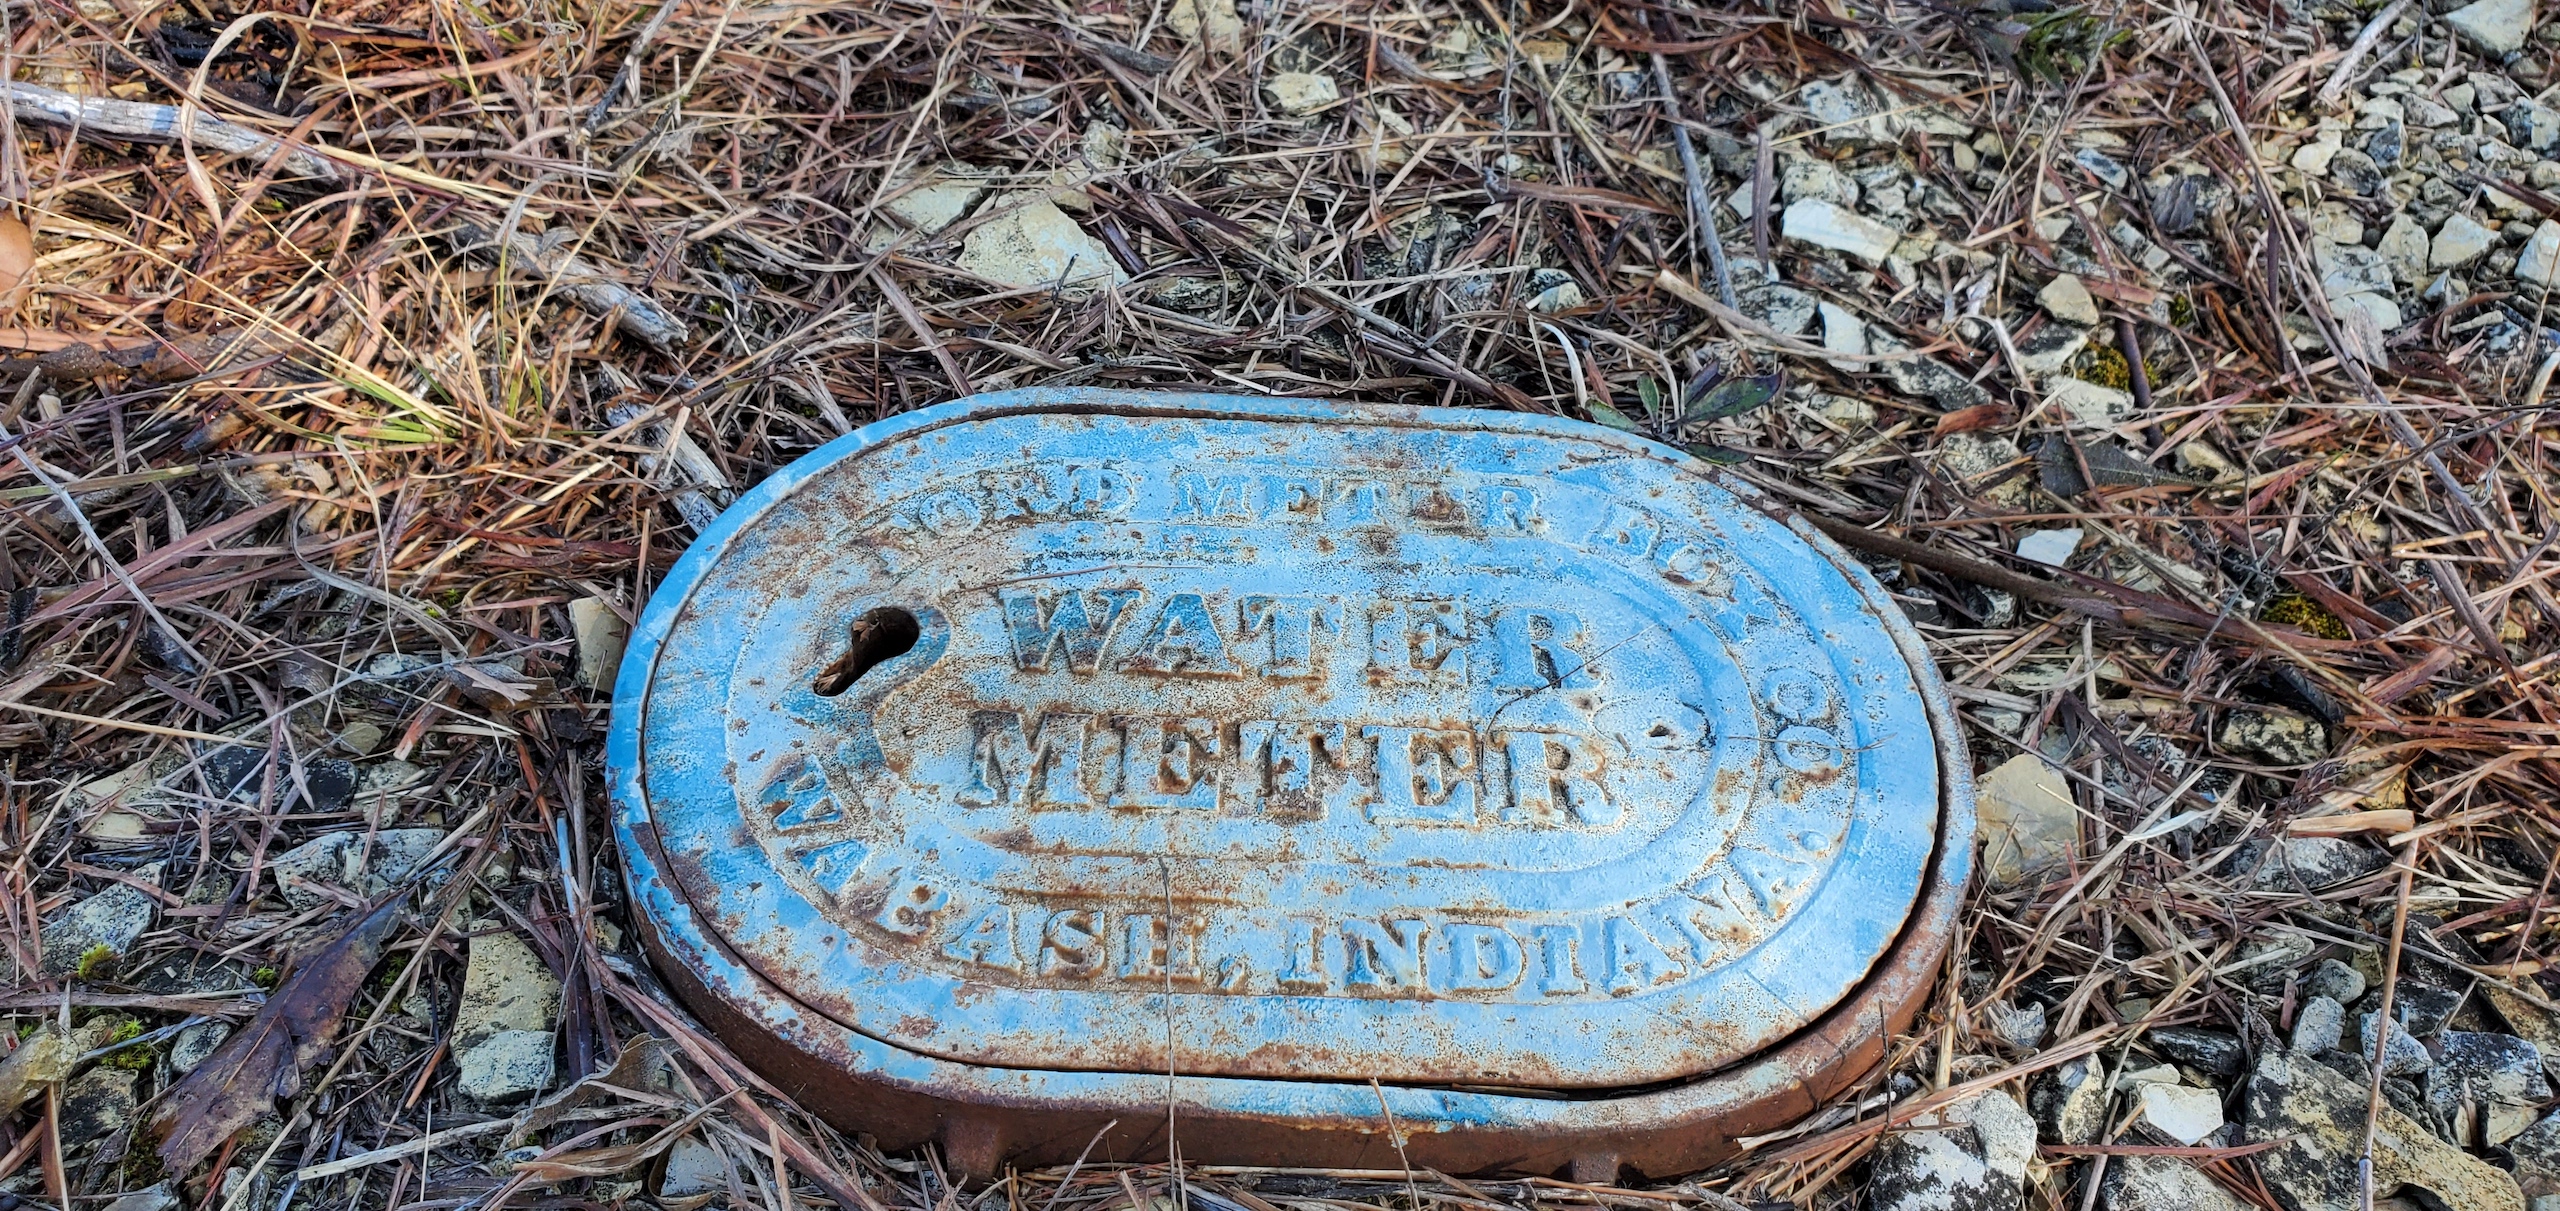 FORD METER BOX CO.
WATER
METER
WABASH, INDIANA.